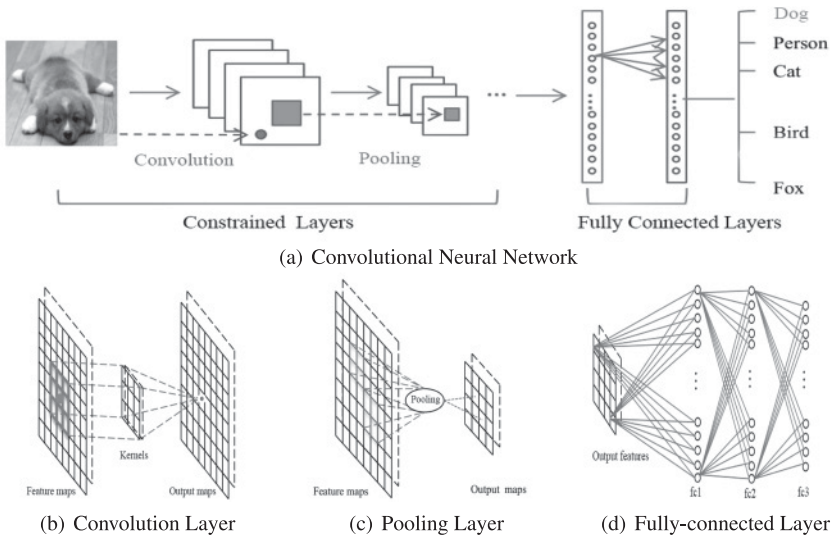 Dog
Person
Cat
Bird
Fox
Convolution
Pooling
Constrained Layers
Fully Connected Layers
(a) Convolutional Neural Network
Feature maps
Kernels
Output maps
Feature maps
Pooling
Output maps
Output features
fc1
fc2
fc3
(b) Convolution Layer
(c) Pooling Layer
(d) Fully-connected Layer